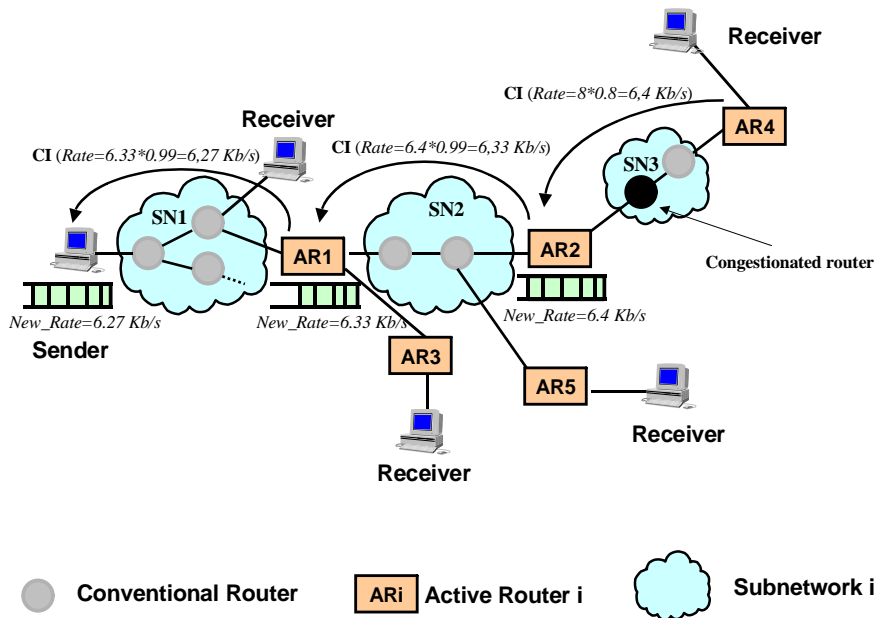 Receiver
CI (Rate=8*0.8=6,4 Kb/s)
AR4
Receiver
CI (Rate=6.33*0.99=6,27 Kb/s)
CI (Rate=6.4*0.99=6,33 Kb/s)
SN3
SN1
SN2
AR1
AR2
Congestionated router
New_Rate=6.27 Kb/s
New_Rate=6.33 Kb/s
New_Rate=6.4 Kb/s
Sender
AR3
AR5
Receiver
Receiver
Conventional Router
ARi
Active Router i
Subnetwork i